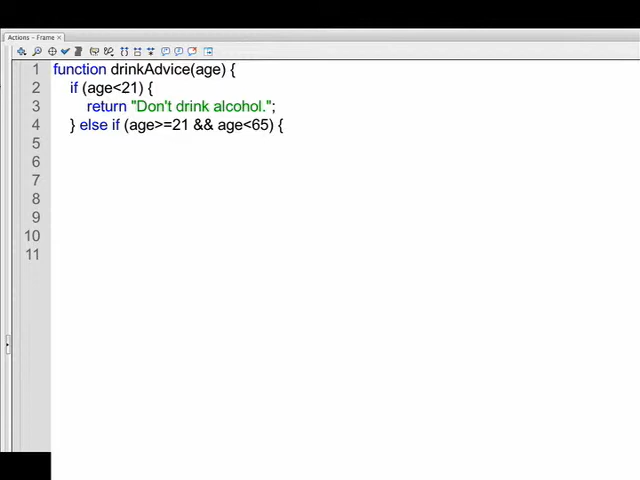 Actions - Frame ×
1 function drinkAdvice(age) {
2 if (age<21) {
3 return "Don't drink alcohol.";
4 } else if (age>=21 && age<65) {
5
6
7
8
9
10
11